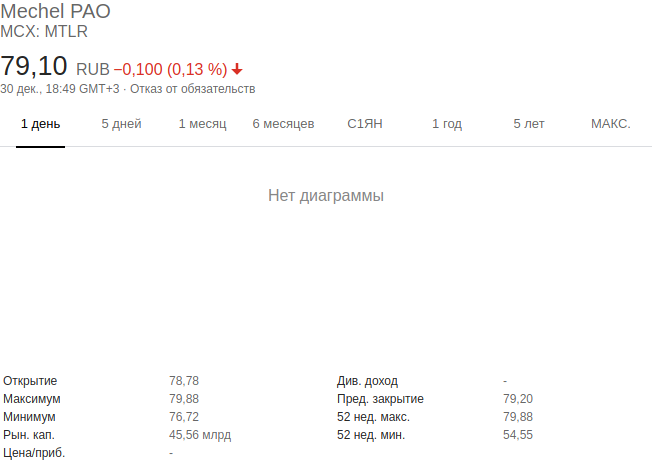 Mechel PAO
MCX: MTLR
79,10 RUB −0,100 (0,13 %)
30 дек., 18:49 GMT+3 · Отказ от обязательств
1 день 5 дней 1 месяц 6 месяцев С1ЯН 1 год 5 лет МАКС.
Нет диаграммы
Открытие 78,78 Див. доход -
Максимум 79,88 Пред. закрытие 79,20
Минимум 76,72 52 нед. макс. 79,88
Рын. кап. 45,56 млрд 52 нед. мин. 54,55
Цена/приб. -